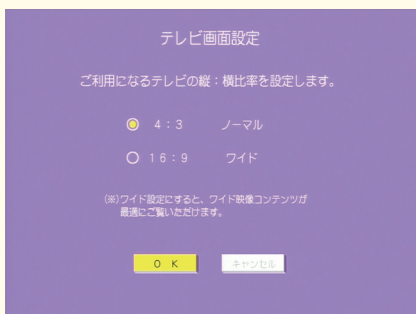 テレビ画面設定
ご利用になるテレビの縦：横比率を設定します。
4：3 ノーマル
16：9 ワイド
(※)ワイド設定にすると、ワイド映像コンテンツが
最適にご覧いただけます。
OK キャンセル